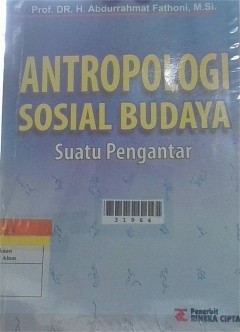 Prof. DR. H. Abdurrahmat Fathoni, M.Si.
ANTROPOLOGI
SOSIAL BUDAYA
Suatu Pengantar
31966
Penerbit
RINEKA CIPTA